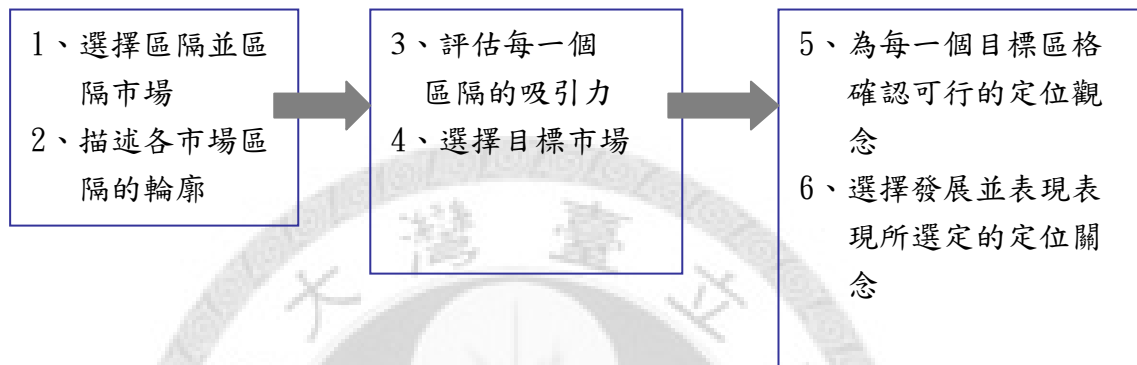 1、選擇區隔並區
隔市場
2、描述各市場區
隔的輪廓
3、評估每一個
區隔的吸引力
4、選擇目標市場
5、為每一個目標區格
確認可行的定位觀
念
6、選擇發展並表現表
現所選定的定位關
念
大灣臺立